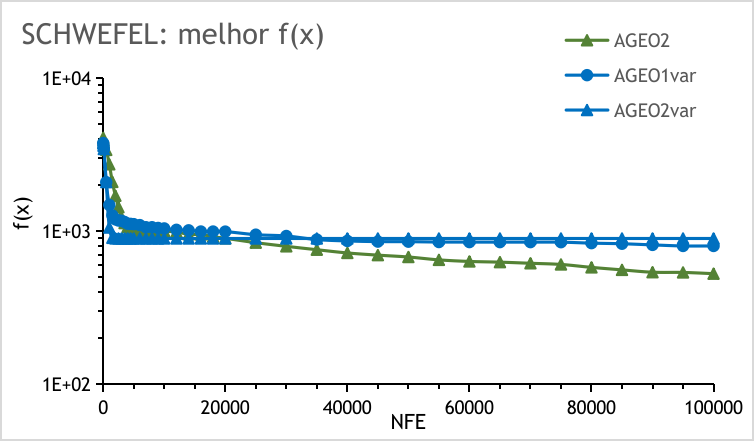 SCHWEFEL: melhor f(x)
AGEO2
AGEO1var
AGEO2var
1E+04
1E+03
1E+02
f(x)
0 20000 40000 60000 80000 100000
NFE